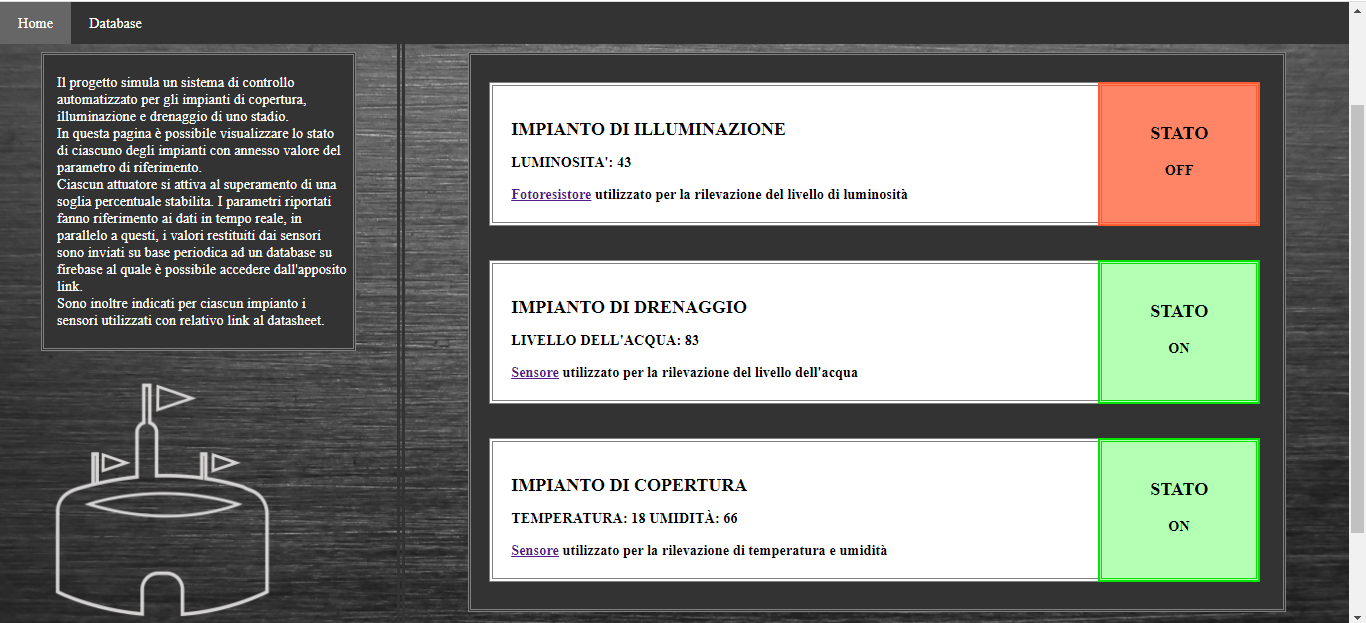 Home
Database
Il progetto simula un sistema di controllo
automatizzato per gli impianti di copertura,
illuminazione e drenaggio di uno stadio.
In questa pagina è possibile visualizzare lo stato
di ciascuno degli impianti con annesso valore del
parametro di riferimento.
Ciascun attuatore si attiva al superamento di una
soglia percentuale stabilita. I parametri riportati
fanno riferimento ai dati in tempo reale, in
parallelo a questi, i valori restituiti dai sensori
sono inviati su base periodica ad un database su
firebase al quale è possibile accedere dall'apposito
link.
Sono inoltre indicati per ciascun impianto i
sensori utilizzati con relativo link al datasheet.
IMPIANTO DI ILLUMINAZIONE
LUMINOSITA': 43
Fotoresistore utilizzato per la rilevazione del livello di luminosità
STATO
OFF
IMPIANTO DI DRENAGGIO
LIVELLO DELL'ACQUA: 83
Sensore utilizzato per la rilevazione del livello dell'acqua
STATO
ON
IMPIANTO DI COPERTURA
TEMPERATURA: 18 UMIDITÀ: 66
Sensore utilizzato per la rilevazione di temperatura e umidità
STATO
ON